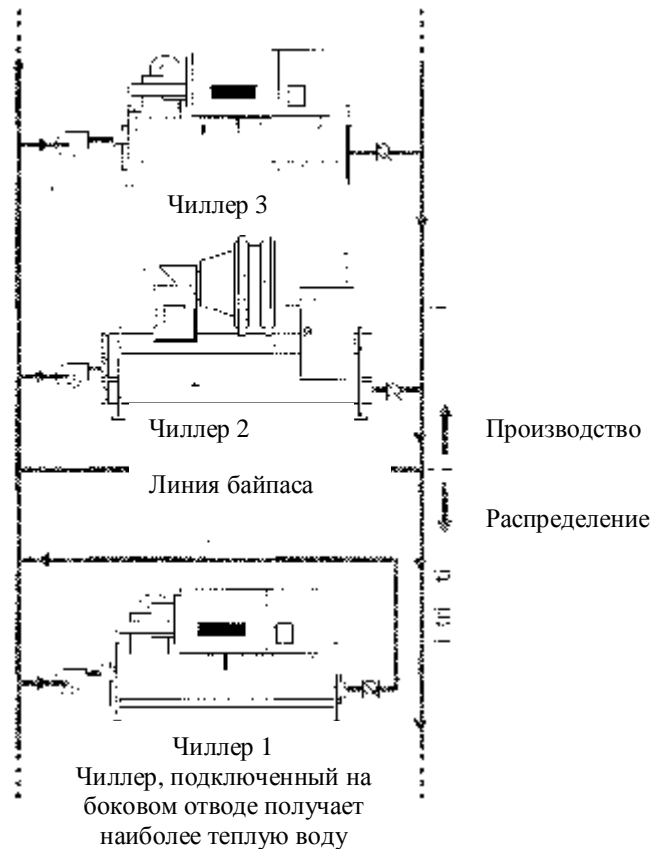 Чиллер 3
Чиллер 2
Производство
Линия байпаса
Распределение
Чиллер 1
Чиллер, подключенный на
боковом отводе получает
наиболее теплую воду